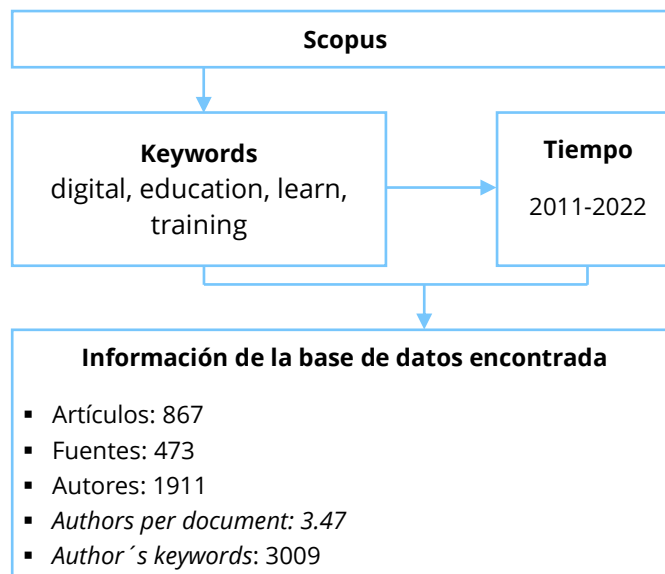 Scopus
Keywords
digital, education, learn,
training
Tiempo
2011-2022
Información de la base de datos encontrada
▪ Artículos: 867
▪ Fuentes: 473
▪ Autores: 1911
▪ Authors per document: 3.47
▪ Author´s keywords: 3009